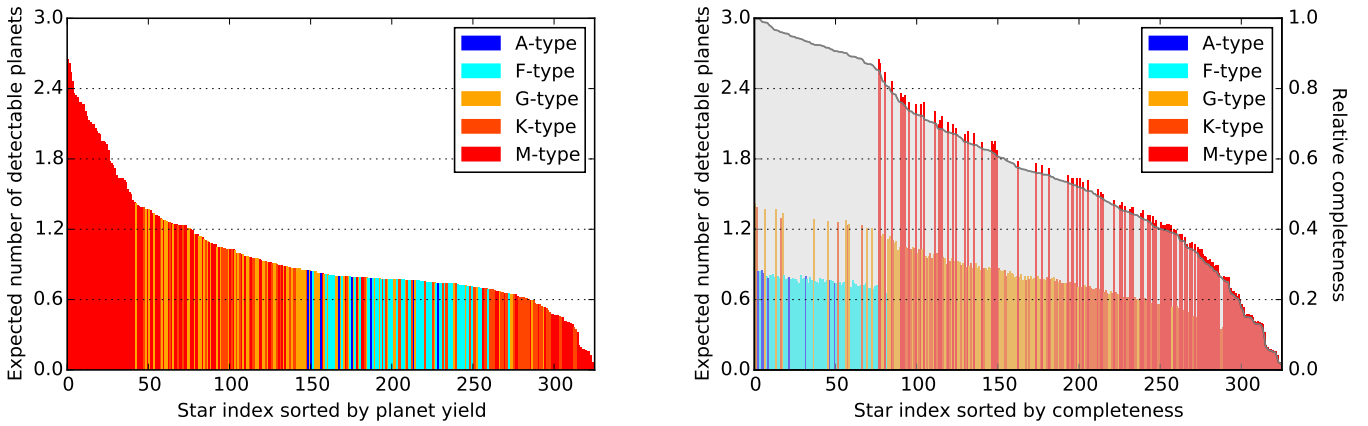 Expected number of detectable planets
3.0
2.4
1.8
1.2
0.6
0.0
A-type
F-type
G-type
K-type
M-type
0 50 100 150 200 250 300
Star index sorted by planet yield
Expected number of detectable planets
3.0
2.4
1.8
1.2
0.6
0.0
A-type
F-type
G-type
K-type
M-type
1.0
0.8
0.6
0.4
0.2
0.0
Relative completeness
0 50 100 150 200 250 300
Star index sorted by completeness